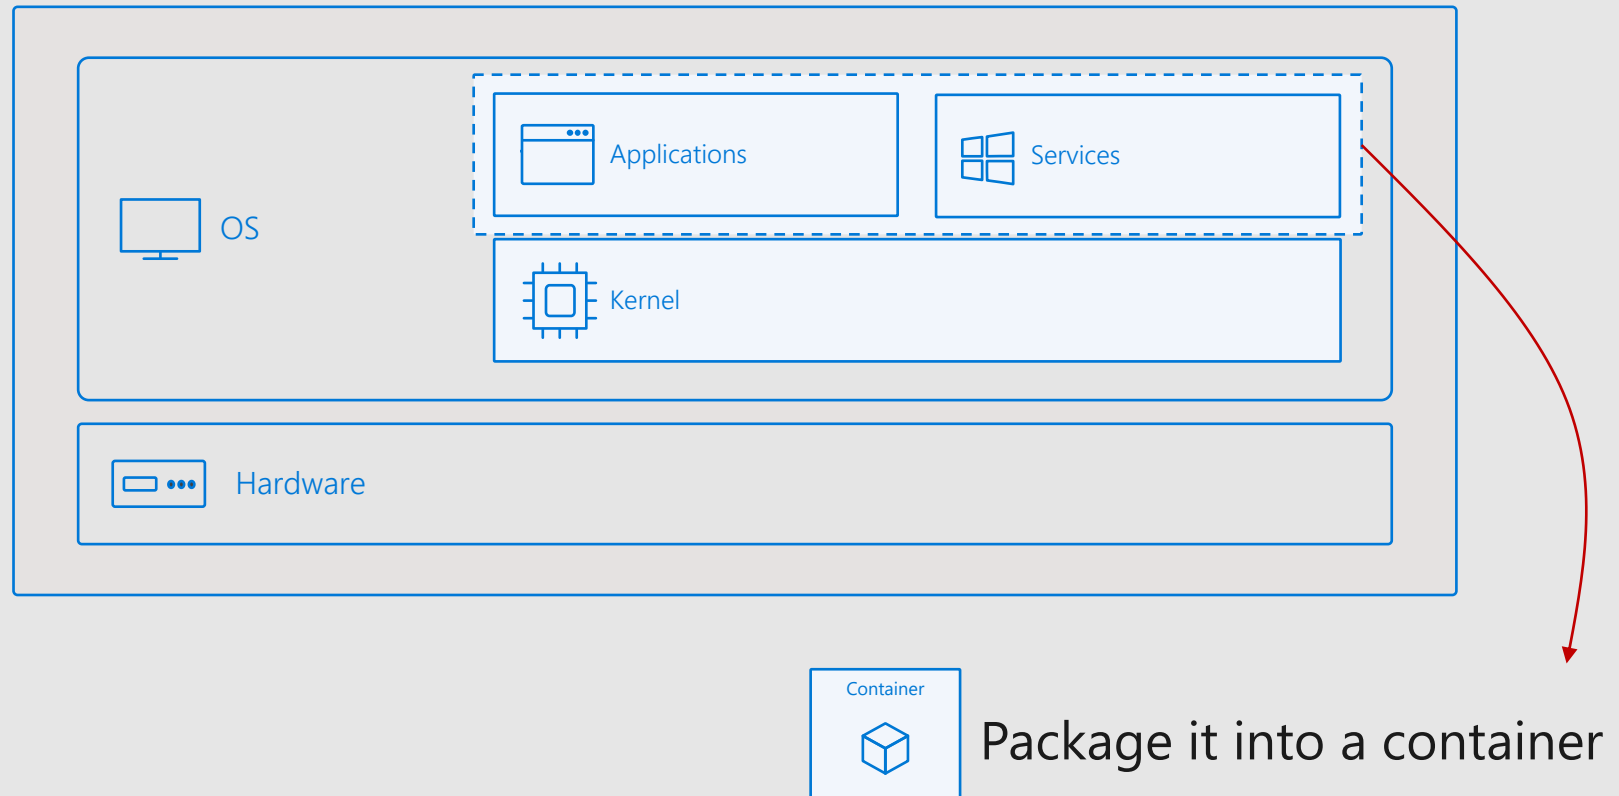 Applications
Services
OS
Kernel
Hardware
Container
Package it into a container